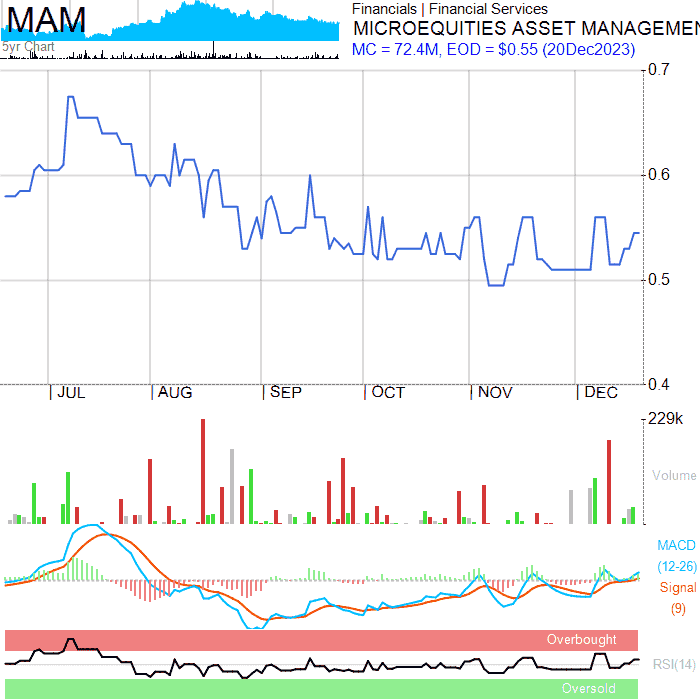 MAM
5yr Chart
Financials | Financial Services
MICROEQUITIES ASSET MANAGEMEN
MC = 72.4M, EOD = $0.55 (20Dec2023)
0.7
0.6
0.5
0.4
JUL AUG SEP OCT NOV DEC
229k
Volume
MACD
(12-26)
Signal
(9)
Overbought
RSI(14)
Oversold